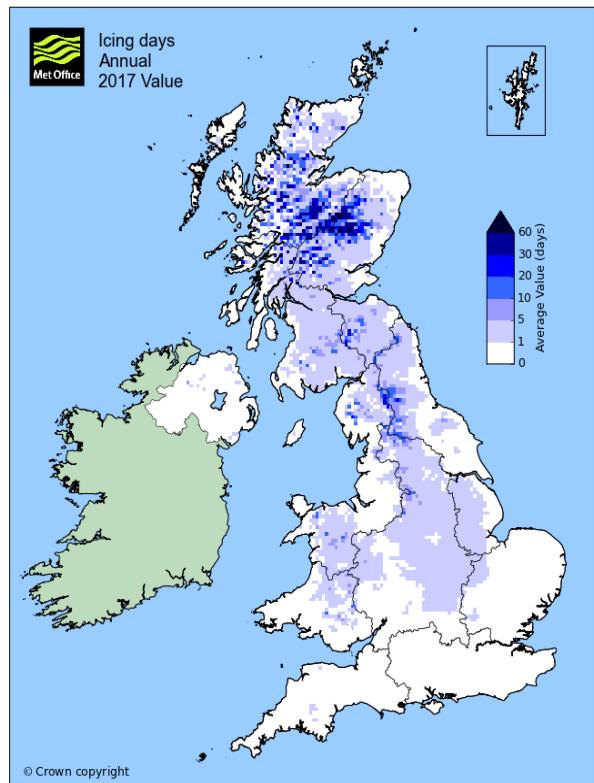 Met Office
Icing days
Annual
2017 Value
60
30
20
10
5
1
0
Average Value (days)
© Crown copyright